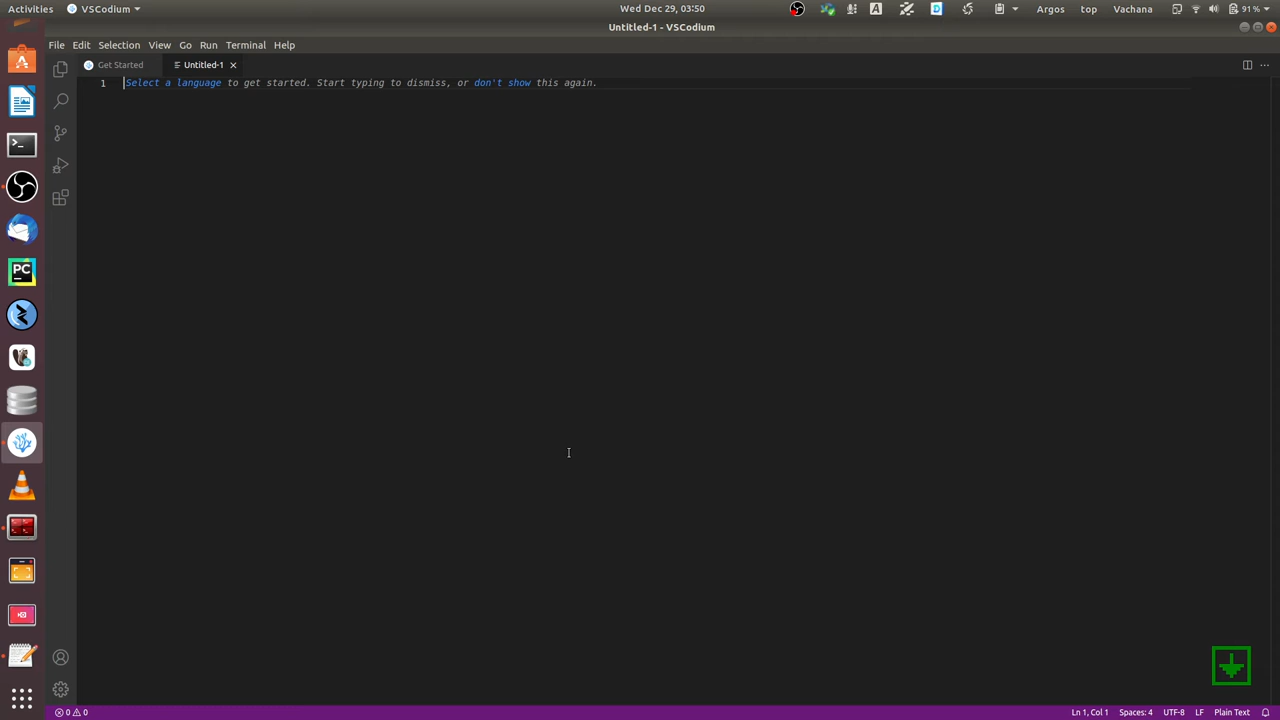 Activities VSCodium Wed Dec 29, 03:50 A Argos top Vachana 91 %
Untitled-1 - VSCodium
File Edit Selection View Go Run Terminal Help
Get Started Untitled-1
1 Select a language to get started. Start typing to dismiss, or don't show this again.
PC
0 0 Ln 1, Col 1 Spaces: 4 UTF-8 LF Plain Text